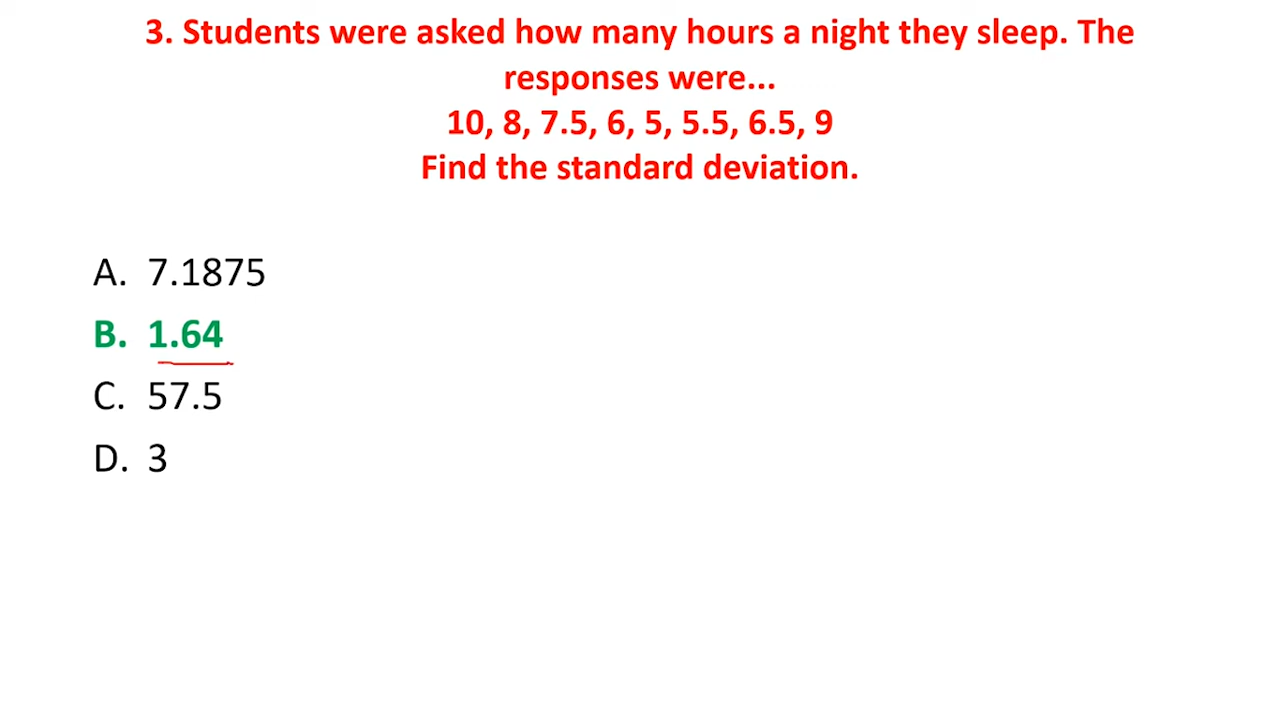 3. Students were asked how many hours a night they sleep. The
responses were...
10, 8, 7.5, 6, 5, 5.5, 6.5, 9
Find the standard deviation.
A. 7.1875
B. 1.64
C. 57.5
D. 3